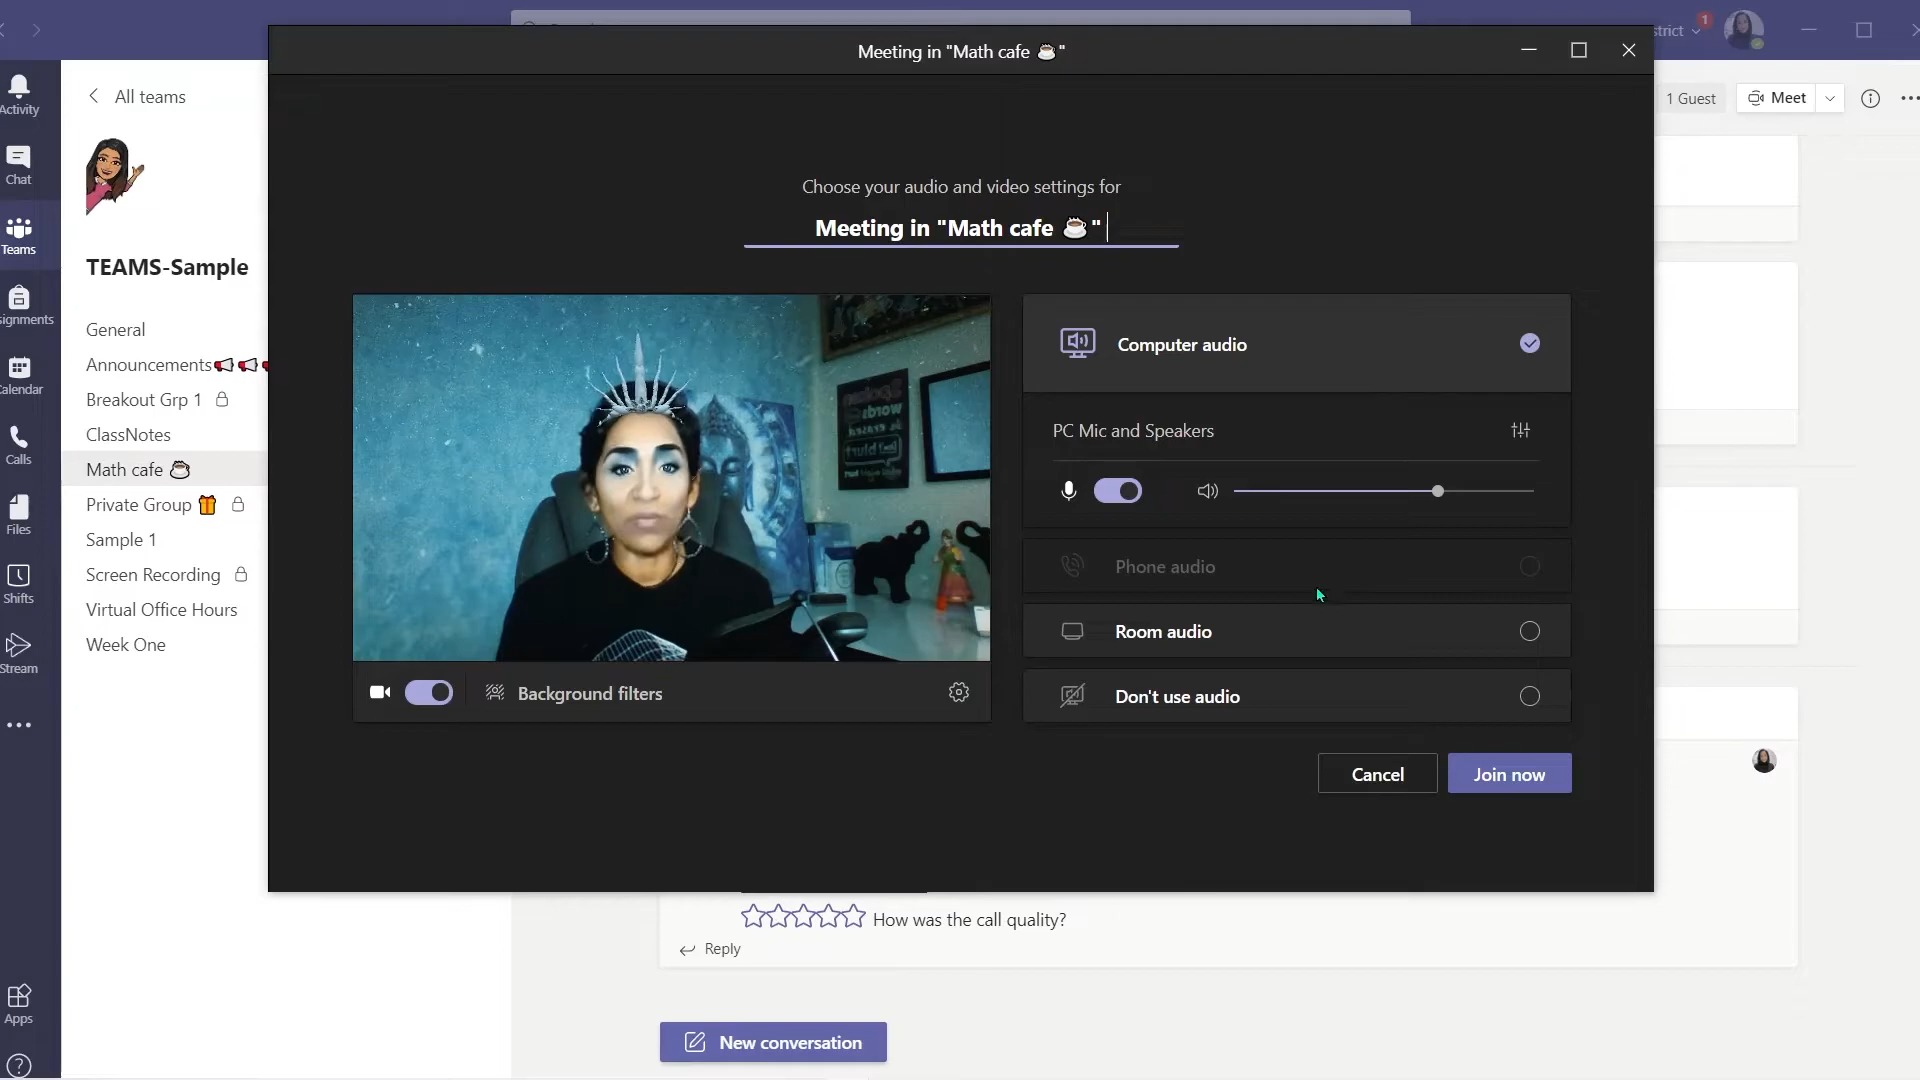 Meeting in "Math cafe ☕"
strict
1
Activity
Chat
Teams
signments
Calendar
Calls
Files
Shifts
Stream
Apps
All teams
TEAMS-Sample
General
Announcements📢📢
Breakout Grp 1
ClassNotes
Math cafe ☕
Private Group 🎁
Sample 1
Screen Recording
Virtual Office Hours
Week One
1 Guest
Meet
Choose your audio and video settings for
Meeting in "Math cafe ☕"
Background filters
Computer audio
PC Mic and Speakers
Phone audio
Room audio
Don't use audio
Cancel
Join now
How was the call quality?
Reply
New conversation